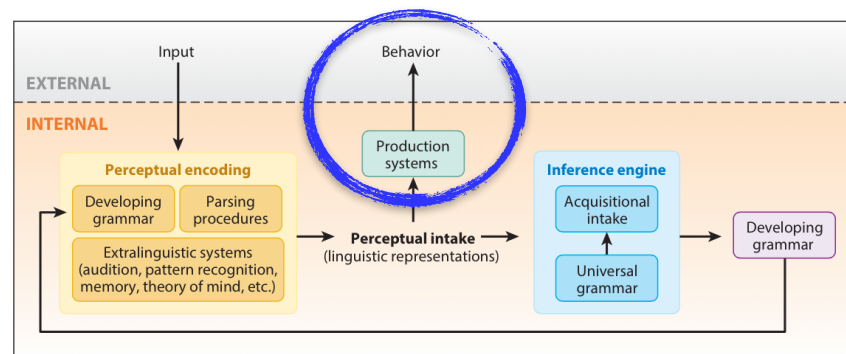 Input
Behavior
EXTERNAL
INTERNAL
Perceptual encoding
Developing
grammar
Parsing
procedures
Extralinguistic systems
(audition, pattern recognition,
memory, theory of mind, etc.)
Production
systems
Perceptual intake
(linguistic representations)
Inference engine
Acquisitional
intake
Universal
grammar
Developing
grammar